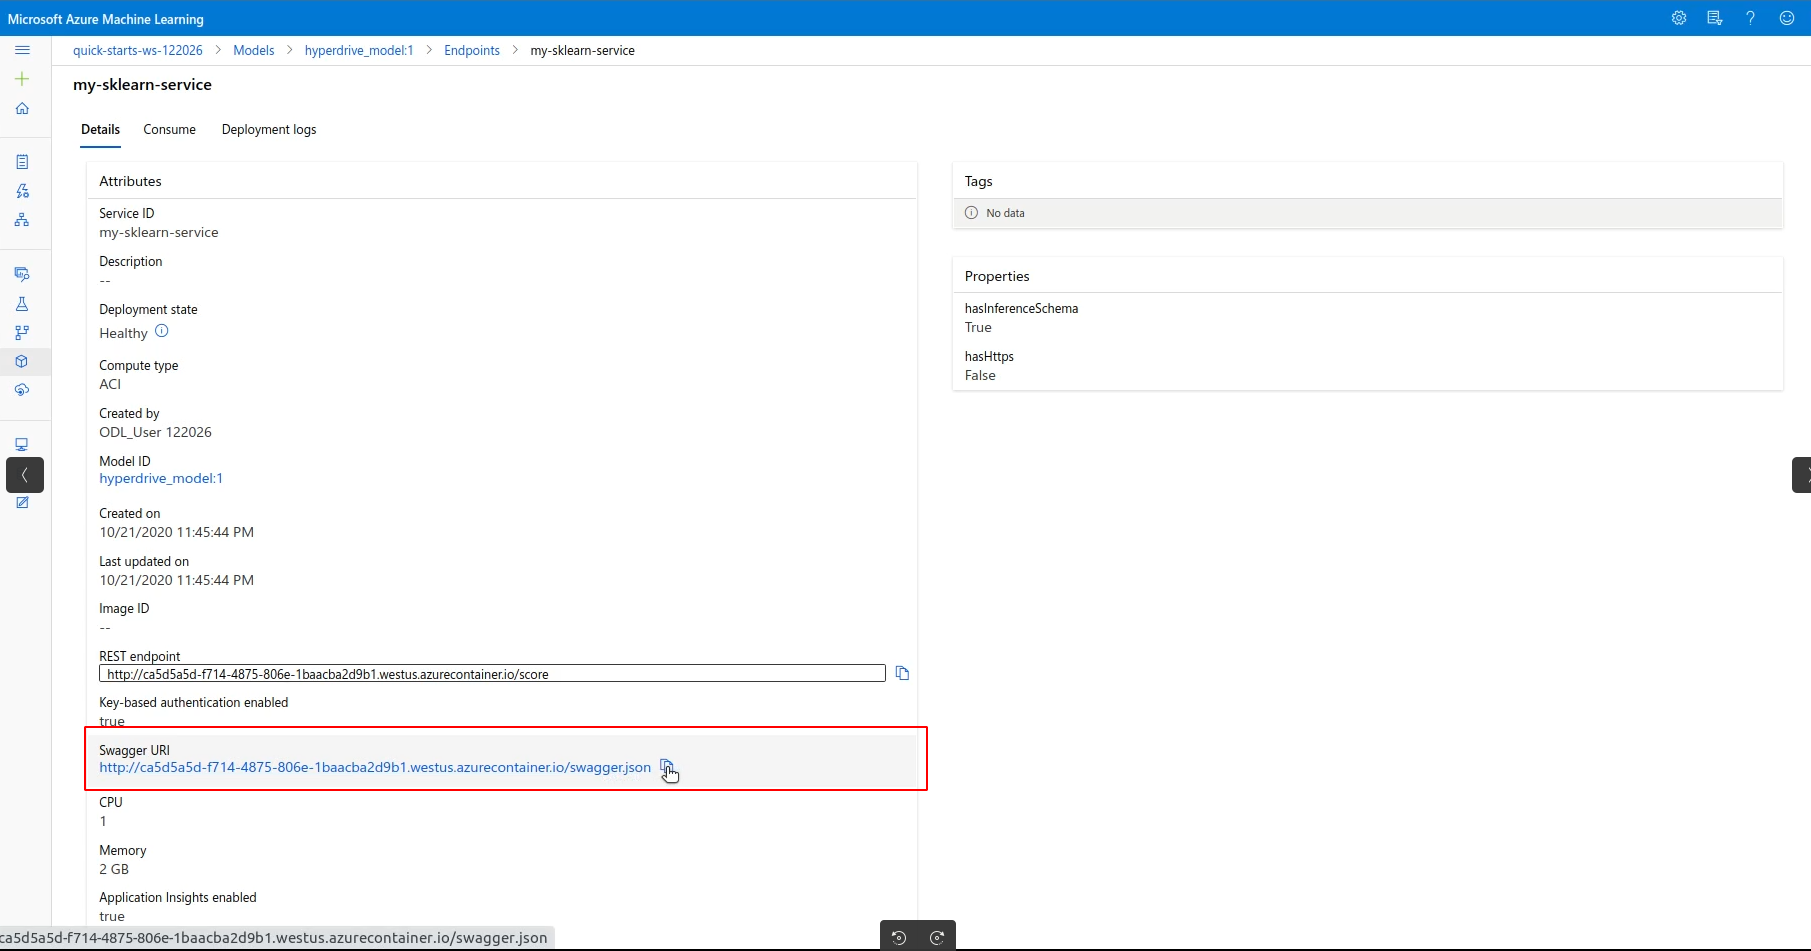 Microsoft Azure Machine Learning
quick-starts-ws-122026 > Models > hyperdrive_model:1 > Endpoints > my-sklearn-service
my-sklearn-service
Details Consume Deployment logs
Attributes
Service ID
my-sklearn-service
Description
--
Deployment state
Healthy
Compute type
ACI
Created by
ODL_User 122026
Model ID
hyperdrive_model:1
Created on
10/21/2020 11:45:44 PM
Last updated on
10/21/2020 11:45:44 PM
Image ID
--
REST endpoint
http://ca5d5a5d-f714-4875-806e-1baacba2d9b1.westus.azurecontainer.io/score
Key-based authentication enabled
true
Swagger URI
http://ca5d5a5d-f714-4875-806e-1baacba2d9b1.westus.azurecontainer.io/swagger.json
CPU
1
Memory
2 GB
Application Insights enabled
true
Tags
No data
Properties
hasInferenceSchema
True
hasHttps
False
ca5d5a5d-f714-4875-806e-1baacba2d9b1.westus.azurecontainer.io/swagger.json